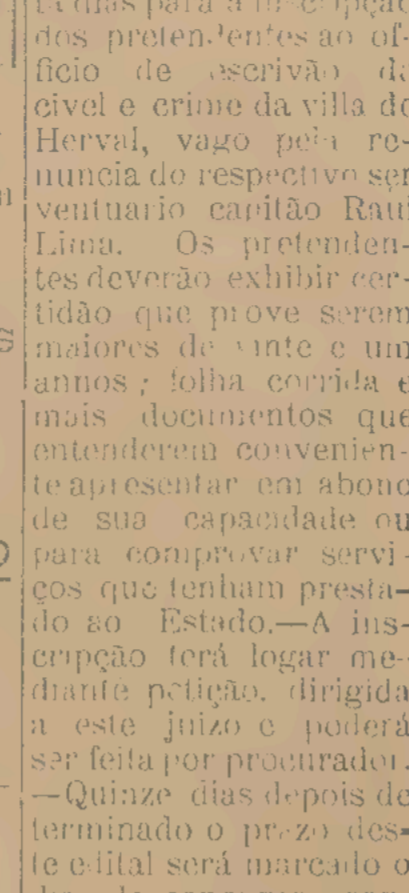 dias para a inscripção
dos pretendentes ao of-
ficio de escrivão da
civel e crime da villa do
Herval, vago pela re-
nuncia do respectivo ser
ventuario capitão Raul
Lima. Os pretenden-
tes deverão exhibir cer-
tidão que prove serem
maiores de vinte e um
annos; folha corrida e
mais documentos que
entenderem convenien-
te apresentar em abono
de sua capacidade ou
para comprovar servi-
ços que tenham presta-
do ao Estado.—A ins-
cripção terá logar me-
diante petição. dirigida
a este juizo e poderá
ser feita por procurador.
—Quinze dias depois de
terminado o prazo des-
te edital será marcado o